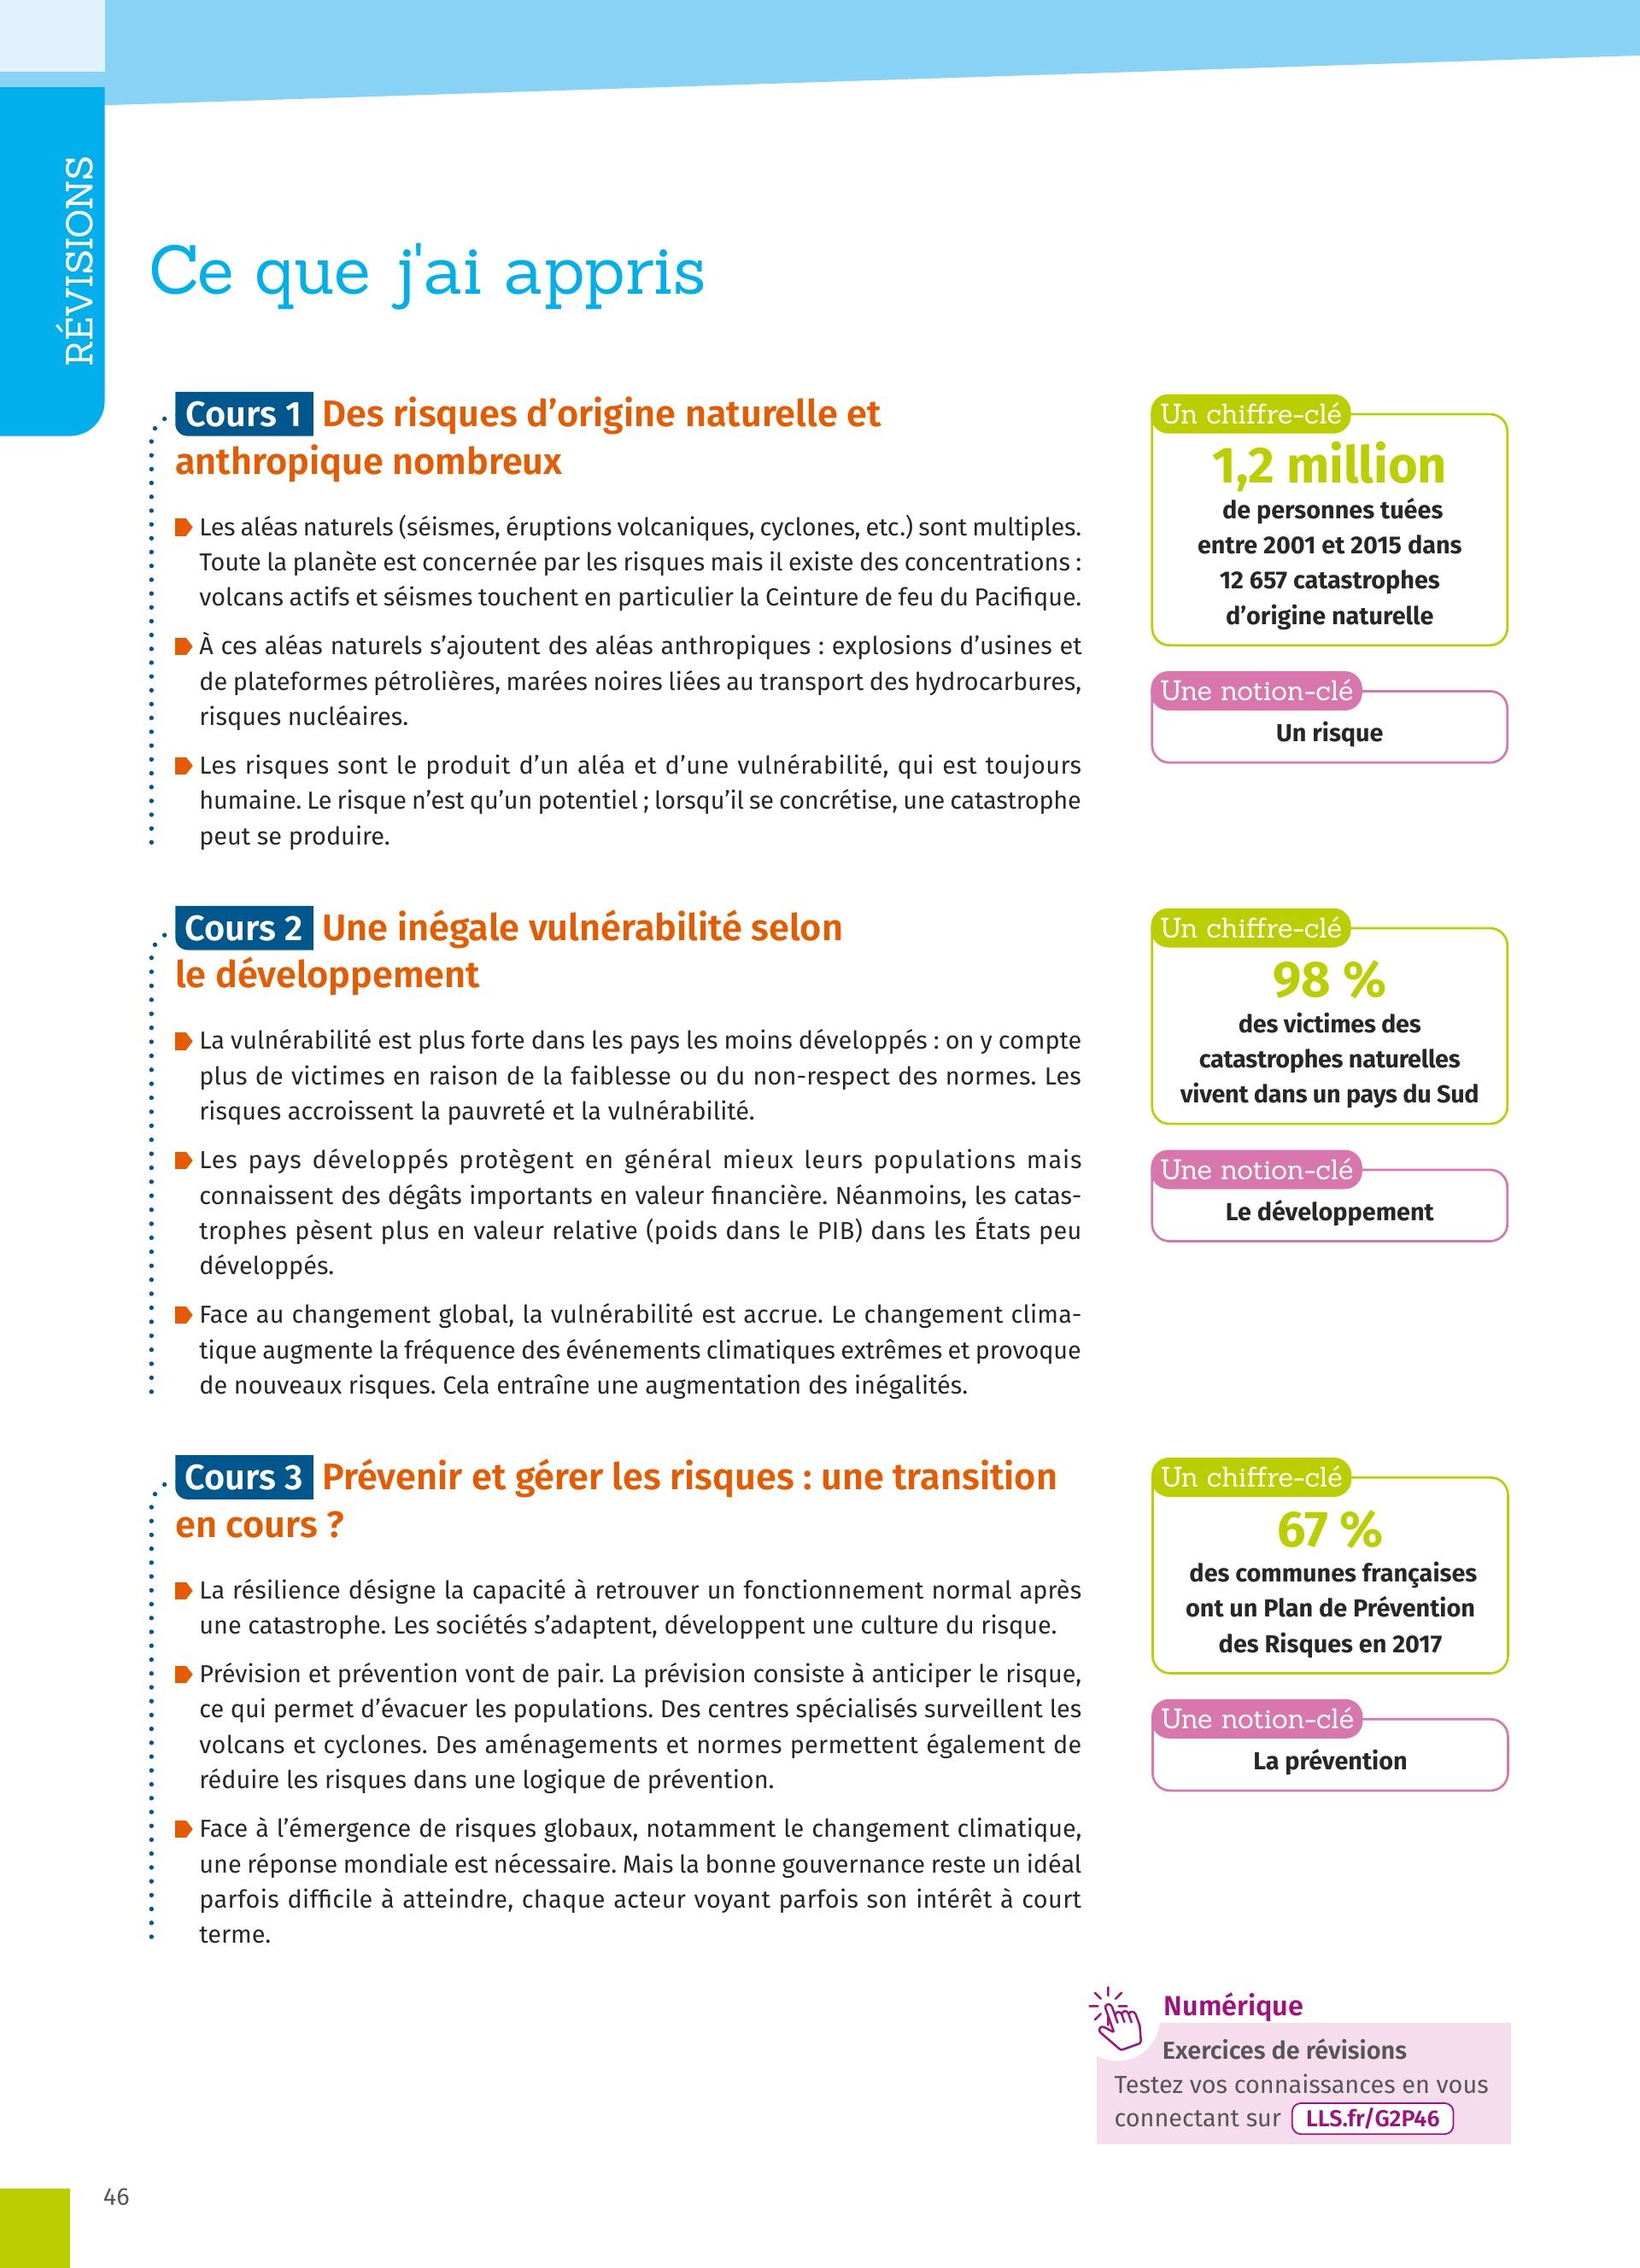 RÉVISIONS
Ce que j'ai appris
Cours 1 Des risques d’origine naturelle et
anthropique nombreux
Les aléas naturels (séismes, éruptions volcaniques, cyclones, etc.) sont multiples.
Toute la planète est concernée par les risques mais il existe des concentrations :
volcans actifs et séismes touchent en particulier la Ceinture de feu du Pacifique.
À ces aléas naturels s’ajoutent des aléas anthropiques : explosions d’usines et
de plateformes pétrolières, marées noires liées au transport des hydrocarbures,
risques nucléaires.
Les risques sont le produit d’un aléa et d’une vulnérabilité, qui est toujours
humaine. Le risque n’est qu’un potentiel ; lorsqu’il se concrétise, une catastrophe
peut se produire.
Un chiffre-clé
1,2 million
de personnes tuées
entre 2001 et 2015 dans
12 657 catastrophes
d’origine naturelle
Une notion-clé
Un risque
Cours 2 Une inégale vulnérabilité selon
le développement
La vulnérabilité est plus forte dans les pays les moins développés : on y compte
plus de victimes en raison de la faiblesse ou du non-respect des normes. Les
risques accroissent la pauvreté et la vulnérabilité.
Les pays développés protègent en général mieux leurs populations mais
connaissent des dégâts importants en valeur financière. Néanmoins, les catas-
trophes pèsent plus en valeur relative (poids dans le PIB) dans les États peu
développés.
Face au changement global, la vulnérabilité est accrue. Le changement clima-
tique augmente la fréquence des événements climatiques extrêmes et provoque
de nouveaux risques. Cela entraîne une augmentation des inégalités.
Un chiffre-clé
98 %
des victimes des
catastrophes naturelles
vivent dans un pays du Sud
Une notion-clé
Le développement
Cours 3 Prévenir et gérer les risques : une transition
en cours ?
La résilience désigne la capacité à retrouver un fonctionnement normal après
une catastrophe. Les sociétés s’adaptent, développent une culture du risque.
Prévision et prévention vont de pair. La prévision consiste à anticiper le risque,
ce qui permet d’évacuer les populations. Des centres spécialisés surveillent les
volcans et cyclones. Des aménagements et normes permettent également de
réduire les risques dans une logique de prévention.
Face à l’émergence de risques globaux, notamment le changement climatique,
une réponse mondiale est nécessaire. Mais la bonne gouvernance reste un idéal
parfois difficile à atteindre, chaque acteur voyant parfois son intérêt à court
terme.
Un chiffre-clé
67 %
des communes françaises
ont un Plan de Prévention
des Risques en 2017
Une notion-clé
La prévention
Numérique
Exercices de révisions
Testez vos connaissances en vous
connectant sur LLS.fr/G2P46
46